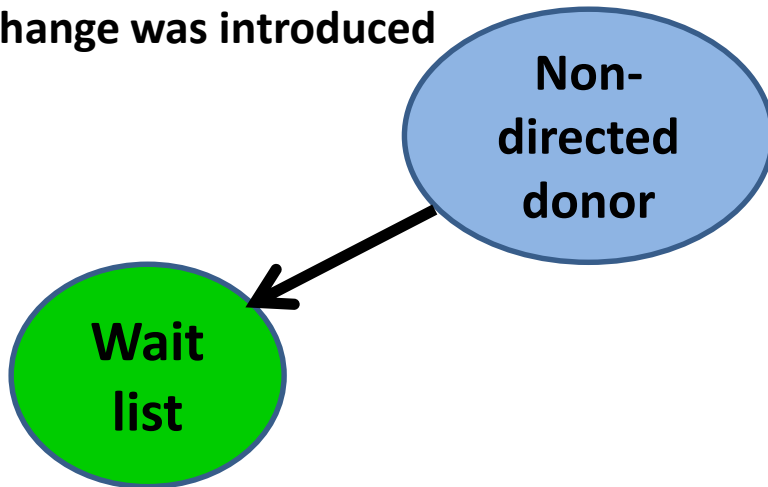 hange was introduced
Non-
directed
donor
Wait
list